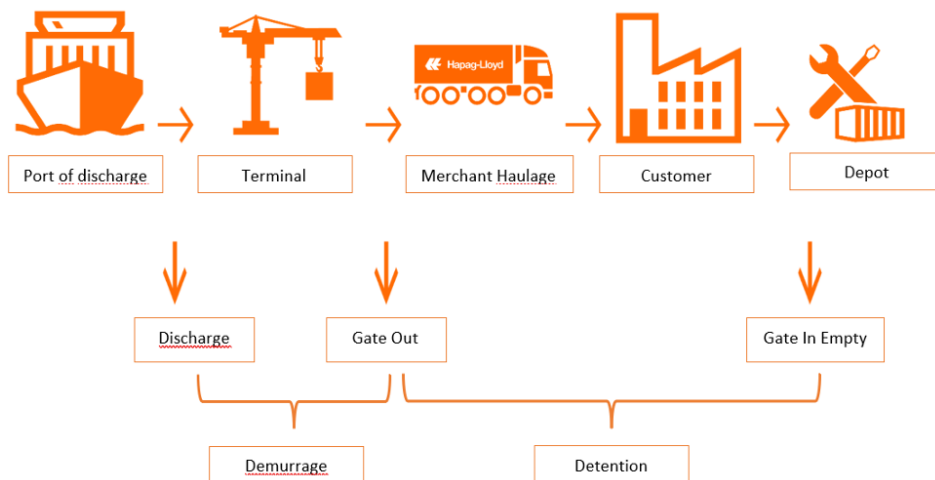 Hapag-Lloyd
Port of discharge
Terminal
Merchant Haulage
Customer
Depot
Discharge
Gate Out
Gate In Empty
Demurrage
Detention